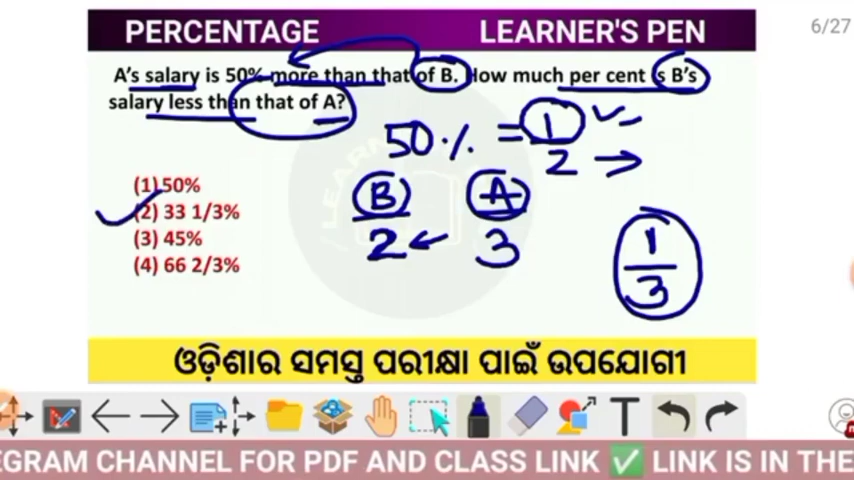 PERCENTAGE LEARNER'S PEN
6/27
A's salary is 50% more than that of B. How much per cent is B's
salary less than that of A?
50% = 1/2
(1) 50%
(2) 33 1/3%
(3) 45%
(4) 66 2/3%
B A
2 3
1/3
ଓଡ଼ିଶାର ସମସ୍ତ ପରୀକ୍ଷା ପାଇଁ ଉପଯୋଗୀ
T
EGRAM CHANNEL FOR PDF AND CLASS LINK ✅ LINK IS IN THE